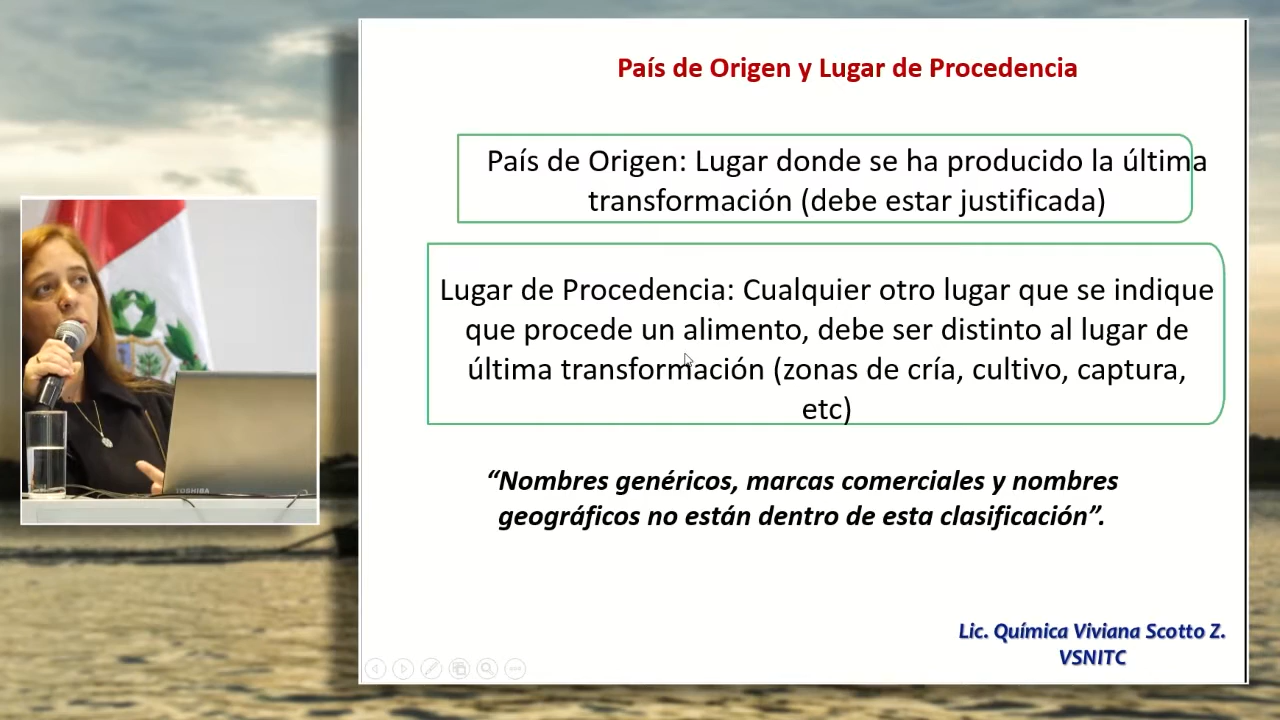 País de Origen y Lugar de Procedencia
País de Origen: Lugar donde se ha producido la última
transformación (debe estar justificada)
Lugar de Procedencia: Cualquier otro lugar que se indique
que procede un alimento, debe ser distinto al lugar de
última transformación (zonas de cría, cultivo, captura,
etc)
“Nombres genéricos, marcas comerciales y nombres
geográficos no están dentro de esta clasificación”.
Lic. Química Viviana Scotto Z.
VSNITC
TOSHIBA